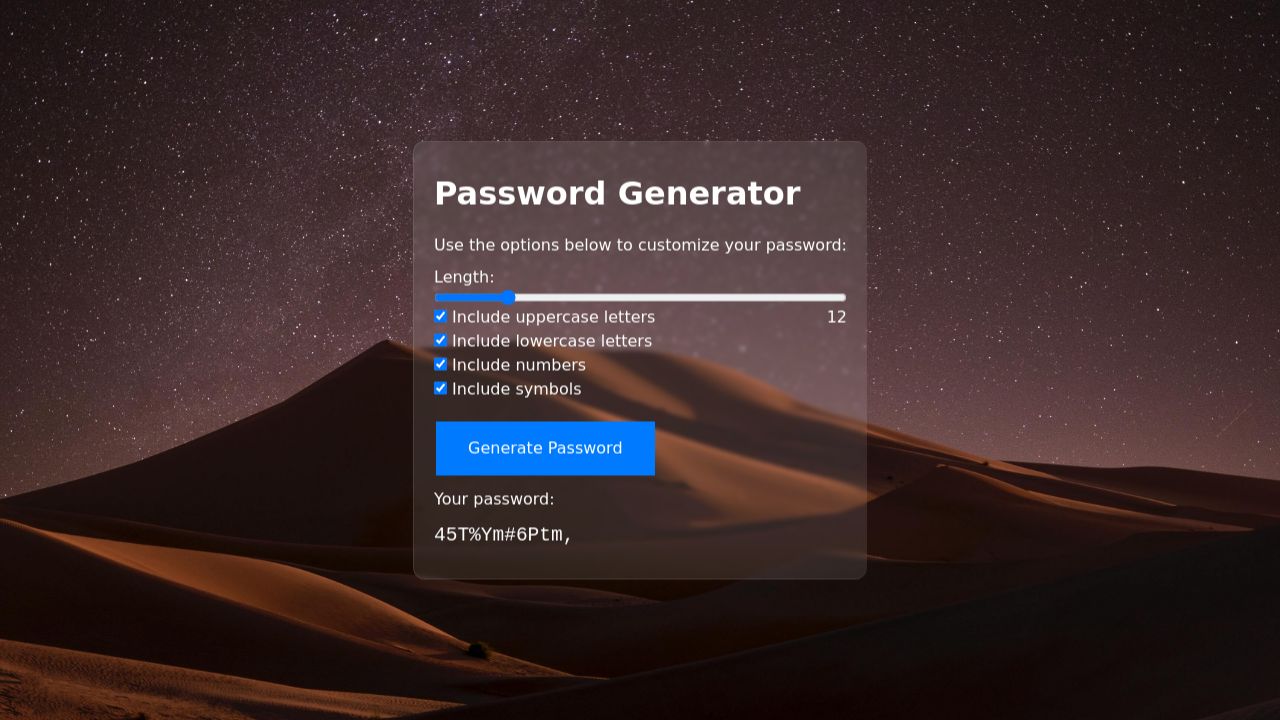 Password Generator
Use the options below to customize your password:
Length:
Include uppercase letters 12
Include lowercase letters
Include numbers
Include symbols
Generate Password
Your password:
45T%Ym#6Ptm,